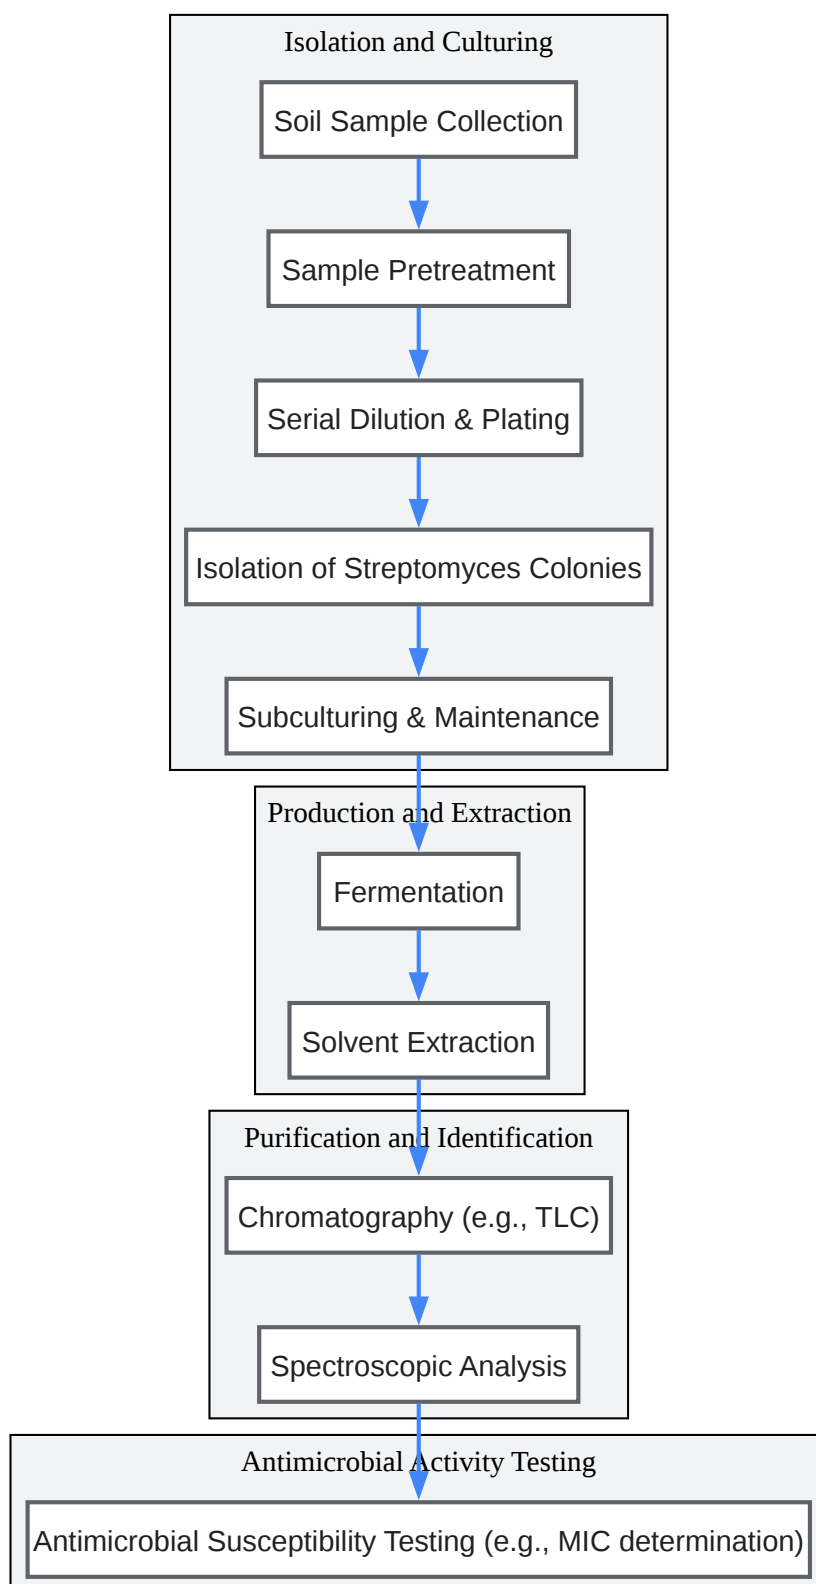 Isolation and Culturing
Soil Sample Collection
Sample Pretreatment
Serial Dilution & Plating
Isolation of Streptomyces Colonies
Subculturing & Maintenance
Production and Extraction
Fermentation
Solvent Extraction
Purification and Identification
Chromatography (e.g., TLC)
Spectroscopic Analysis
Antimicrobial Activity Testing
Antimicrobial Susceptibility Testing (e.g., MIC determination)